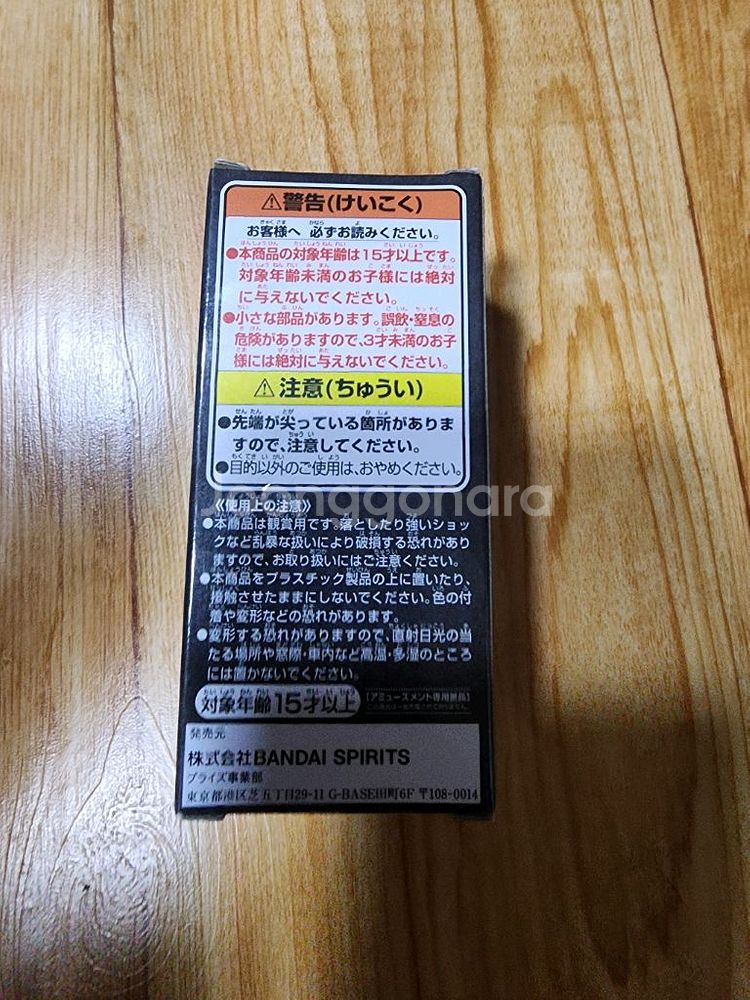 ⚠警告(けいこく)
お客様へ 必ずお読みください。
●本商品の対象年齢は15才以上です。
対象年齢未満のお子様には絶対
に与えないでください。
●小さな部品があります。誤飲・窒息の
危険がありますので、3才未満のお子
様には絶対に与えないでください。
⚠注意(ちゅうい)
●先端が尖っている箇所がありま
すので、注意してください。
●目的以外のご使用は、おやめください。
joonggonara
《使用上の注意》
●本商品は観賞用です。落としたり強いショッ
クなど乱暴な扱いにより破損する恐れがあり
ますので、お取り扱いにはご注意ください。
●本商品をプラスチック製品の上に置いたり、
接触させたままにしないでください。色の付
着や変形などの恐れがあります。
●変形する恐れがありますので、直射日光の当
たる場所や窓際・車内など高温・多湿のところ
には置かないでください。
対象年齢15才以上
【アミューズメント専用景品】
発売元
株式会社BANDAI SPIRITS
プライズ事業部
東京都港区芝五丁目29-11 G-BASE田町6F 〒108-0014